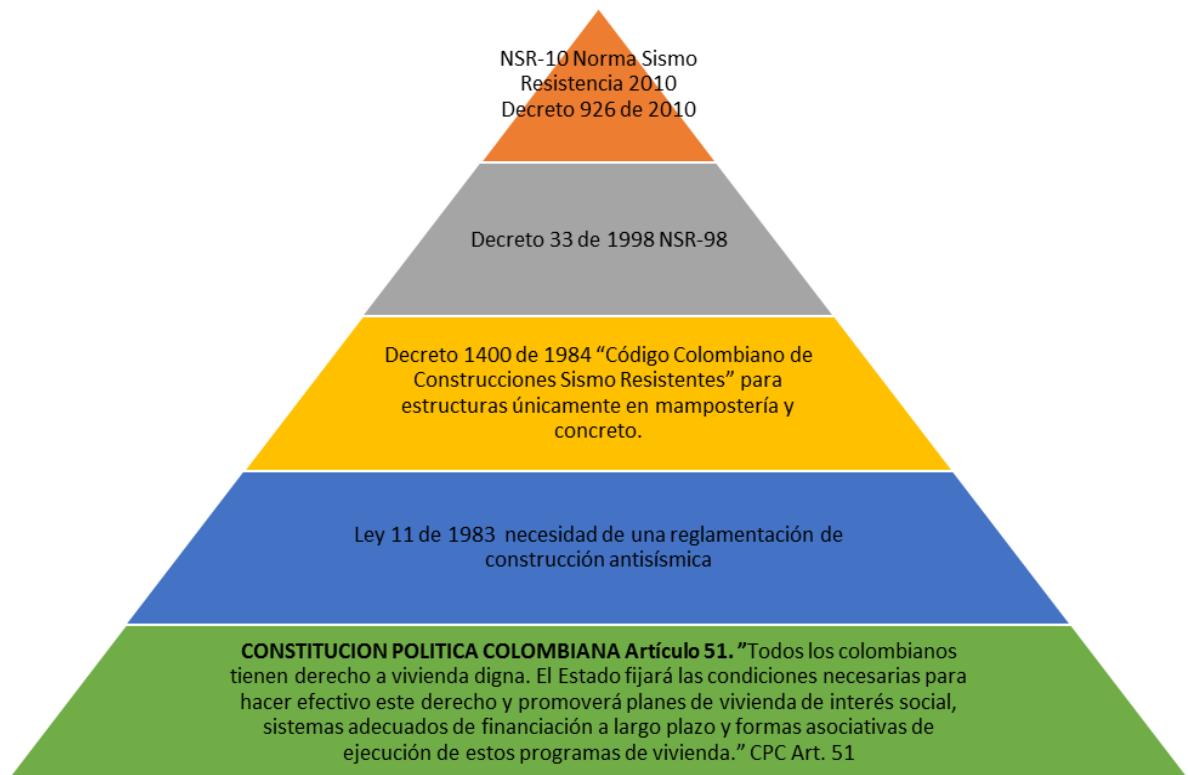 NSR-10 Norma Sismo
Resistencia 2010
Decreto 926 de 2010
Decreto 33 de 1998 NSR-98
Decreto 1400 de 1984 “Código Colombiano de
Construcciones Sismo Resistentes” para
estructuras únicamente en mampostería y
concreto.
Ley 11 de 1983 necesidad de una reglamentación de
construcción antisísmica
CONSTITUCION POLITICA COLOMBIANA Artículo 51. ”Todos los colombianos
tienen derecho a vivienda digna. El Estado fijará las condiciones necesarias para
hacer efectivo este derecho y promoverá planes de vivienda de interés social,
sistemas adecuados de financiación a largo plazo y formas asociativas de
ejecución de estos programas de vivienda.” CPC Art. 51